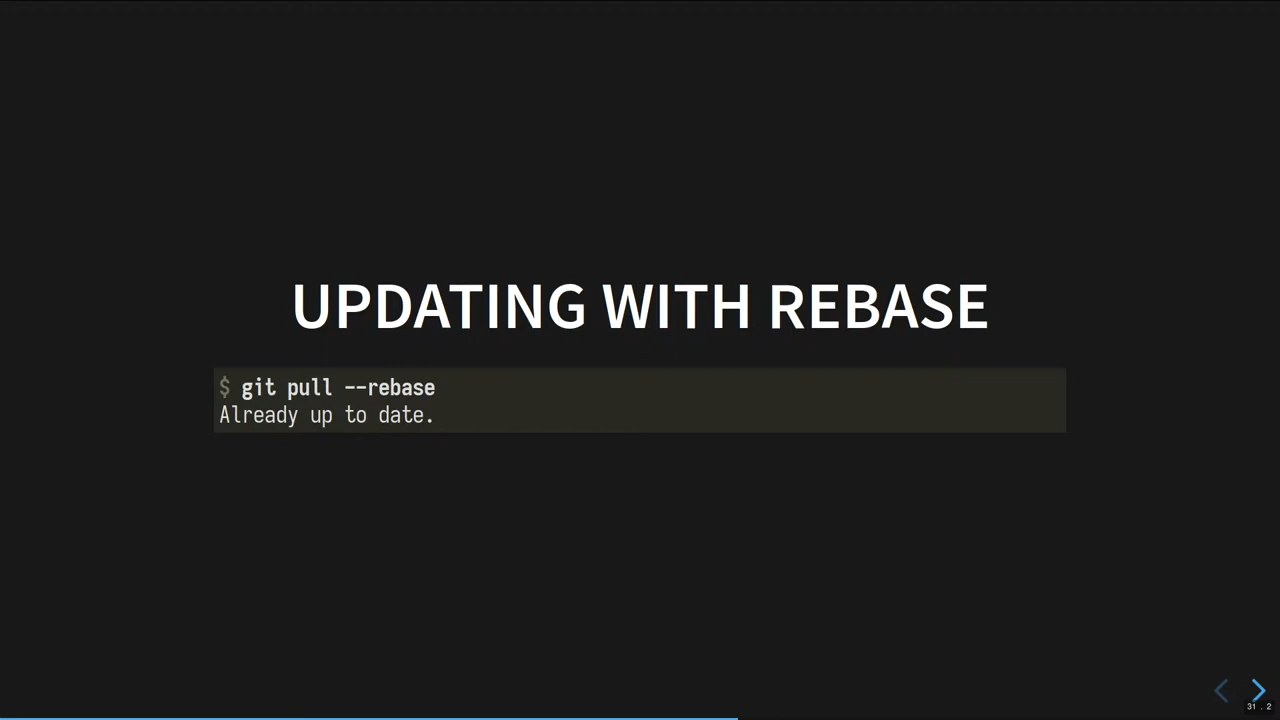 UPDATING WITH REBASE
$ git pull --rebase
Already up to date.
31 . 2